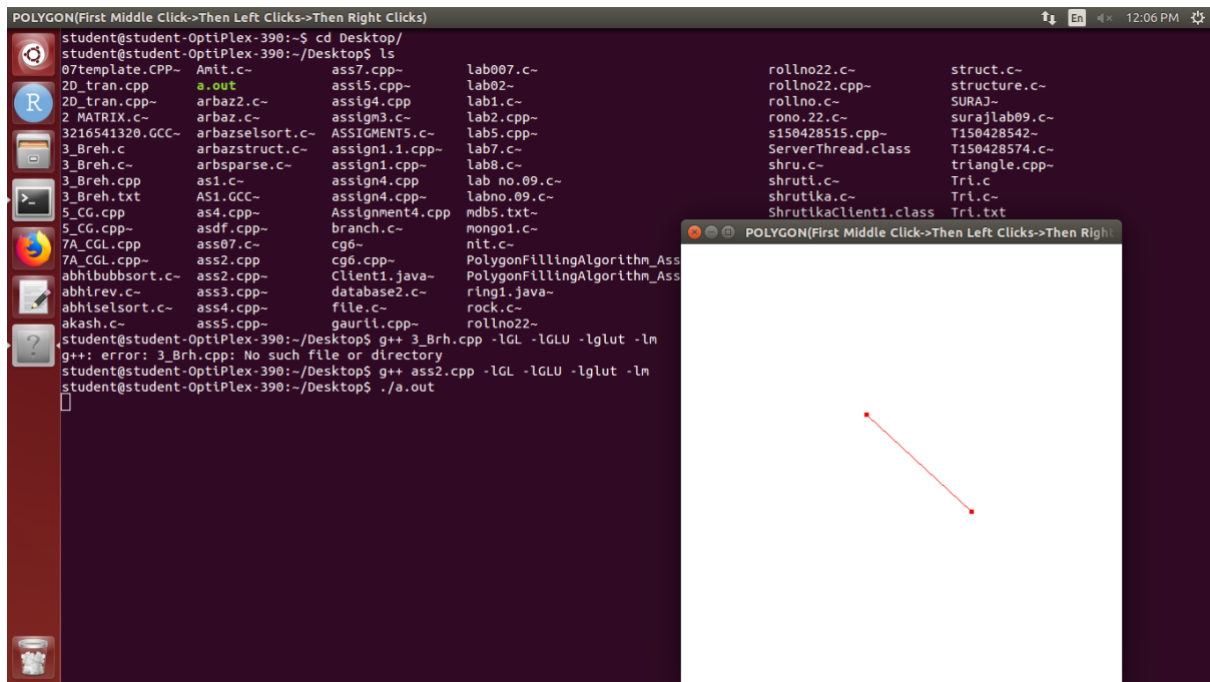 POLYGON(First Middle Click->Then Left Clicks->Then Right Clicks) En 12:06 PM
student@student-OptiPlex-390:~$ cd Desktop/
student@student-OptiPlex-390:~/Desktop$ ls
07template.CPP~ Amit.c~ ass7.cpp~ lab007.c~ rollno22.c~ struct.c~
2D_tran.cpp a.out assi5.cpp~ lab02~ rollno22.cpp~ structure.c~
2D_tran.cpp~ arbaz2.c~ assig4.cpp lab1.c~ rollno.c~ SURAJ~
2 MATRIX.c~ arbaz.c~ assigm3.c~ lab2.cpp~ rono.22.c~ surajlab09.c~
3216541320.GCC~ arbazselsort.c~ ASSIGMENT5.c~ lab5.cpp~ s150428515.cpp~ T150428542~
3_Breh.c arbazstruct.c~ assign1.1.cpp~ lab7.c~ ServerThread.class T150428574.c~
3_Breh.c~ arbsparse.c~ assign1.cpp~ lab8.c~ shru.c~ triangle.cpp~
3_Breh.cpp as1.c~ assign4.cpp lab no.09.c~ shruti.c~ Tri.c
3_Breh.txt AS1.GCC~ assign4.cpp~ labno.09.c~ shrutika.c~ Tri.c~
5_CG.cpp as4.cpp~ Assignment4.cpp mdb5.txt~ ShrutikaClient1.class Tri.txt
5_CG.cpp~ asdf.cpp~ branch.c~ mongo1.c~
7A_CGL.cpp ass07.c~ cg6~ nit.c~
7A_CGL.cpp~ ass2.cpp cg6.cpp~ PolygonFillingAlgorithm_Ass
abhibubbsort.c~ ass2.cpp~ Client1.java~ PolygonFillingAlgorithm_Ass
abhirev.c~ ass3.cpp~ database2.c~ ring1.java~
abhiselsort.c~ ass4.cpp~ file.c~ rock.c~
akash.c~ ass5.cpp~ gaurii.cpp~ rollno22~
student@student-OptiPlex-390:~/Desktop$ g++ 3_Brh.cpp -lGL -lGLU -lglut -lm
g++: error: 3_Brh.cpp: No such file or directory
student@student-OptiPlex-390:~/Desktop$ g++ ass2.cpp -lGL -lGLU -lglut -lm
student@student-OptiPlex-390:~/Desktop$ ./a.out
POLYGON(First Middle Click->Then Left Clicks->Then Right
R
>_
?